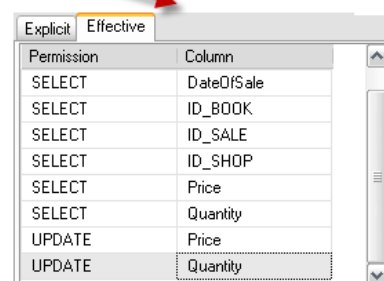 Explicit Effective
Permission Column
SELECT DateOfSale
SELECT ID_BOOK
SELECT ID_SALE
SELECT ID_SHOP
SELECT Price
SELECT Quantity
UPDATE Price
UPDATE Quantity